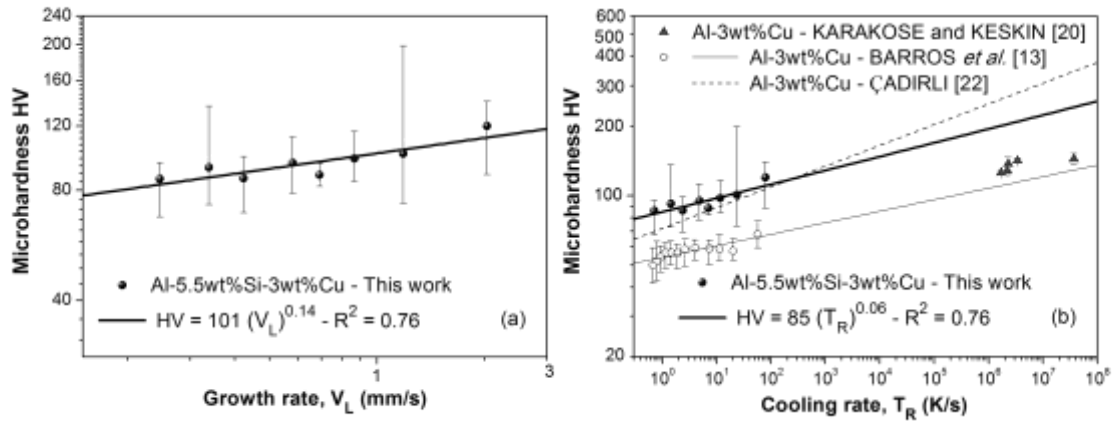 Microhardness HV
240
200
160
120
80
40
Al-5.5wt%Si-3wt%Cu - This work
HV = 101 (V_L)^0.14 - R^2 = 0.76
(a)
1
3
Growth rate, V_L (mm/s)
Microhardness HV
600
500
400
300
200
100
20
Al-3wt%Cu - KARAKOSE and KESKIN [20]
Al-3wt%Cu - BARROS et al. [13]
Al-3wt%Cu - ÇADIRLI [22]
Al-5.5wt%Si-3wt%Cu - This work
HV = 85 (T_R)^0.06 - R^2 = 0.76
(b)
10^0 10^1 10^2 10^3 10^4 10^5 10^6 10^7 10^8
Cooling rate, T_R (K/s)